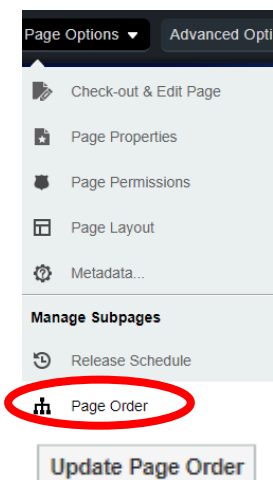 Page Options ▼ Advanced Opti
Check-out & Edit Page
Page Properties
Page Permissions
Page Layout
Metadata...
Manage Subpages
Release Schedule
Page Order
Update Page Order